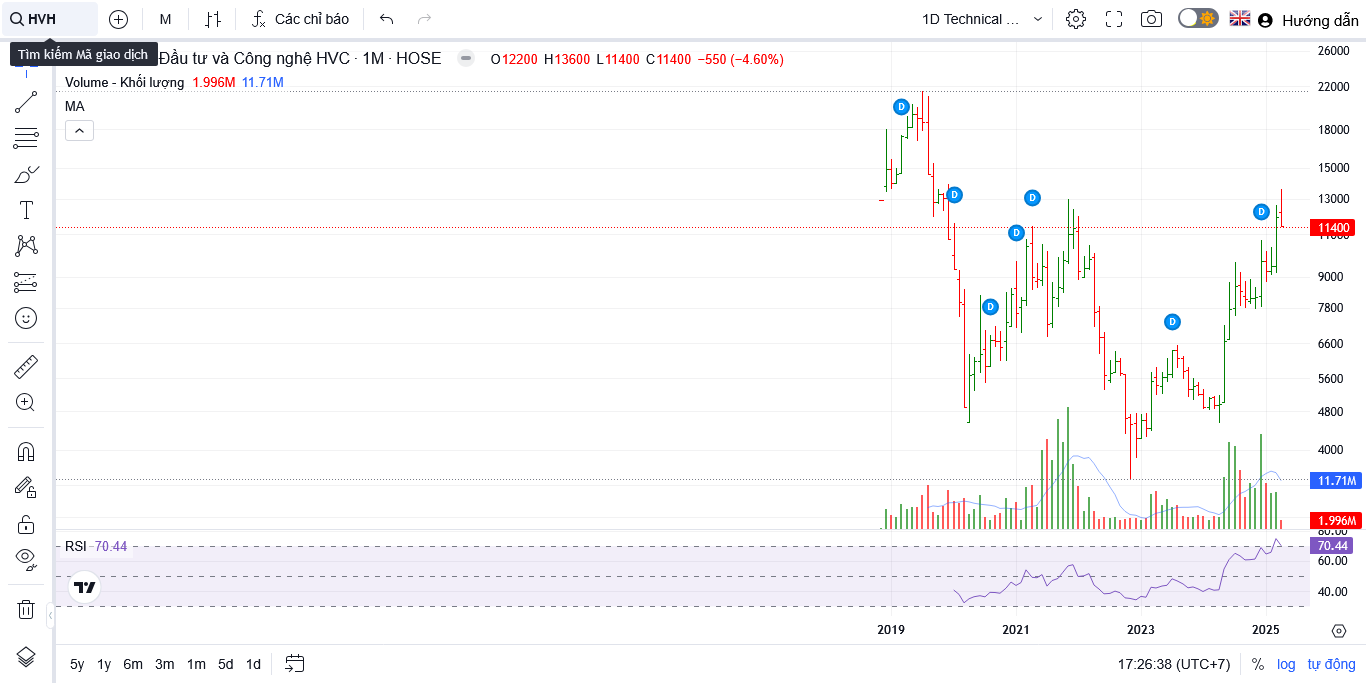 HVH
M
Các chỉ báo
1D Technical ...
Hướng dẫn
Tìm kiếm Mã giao dịch
Đầu tư và Công nghệ HVC · 1M · HOSE
O12200 H13600 L11400 C11400 −550 (−4.60%)
Volume - Khối lượng 1.996M 11.71M
MA
D
D
D
D
D
D
D
26000
22000
18000
15000
13000
11400
11000
9000
7800
6600
5600
4800
4000
11.71M
1.996M
80.00
RSI 70.44
70.44
60.00
40.00
2019 2021 2023 2025
5y 1y 6m 3m 1m 5d 1d
17:26:38 (UTC+7) % log tự động